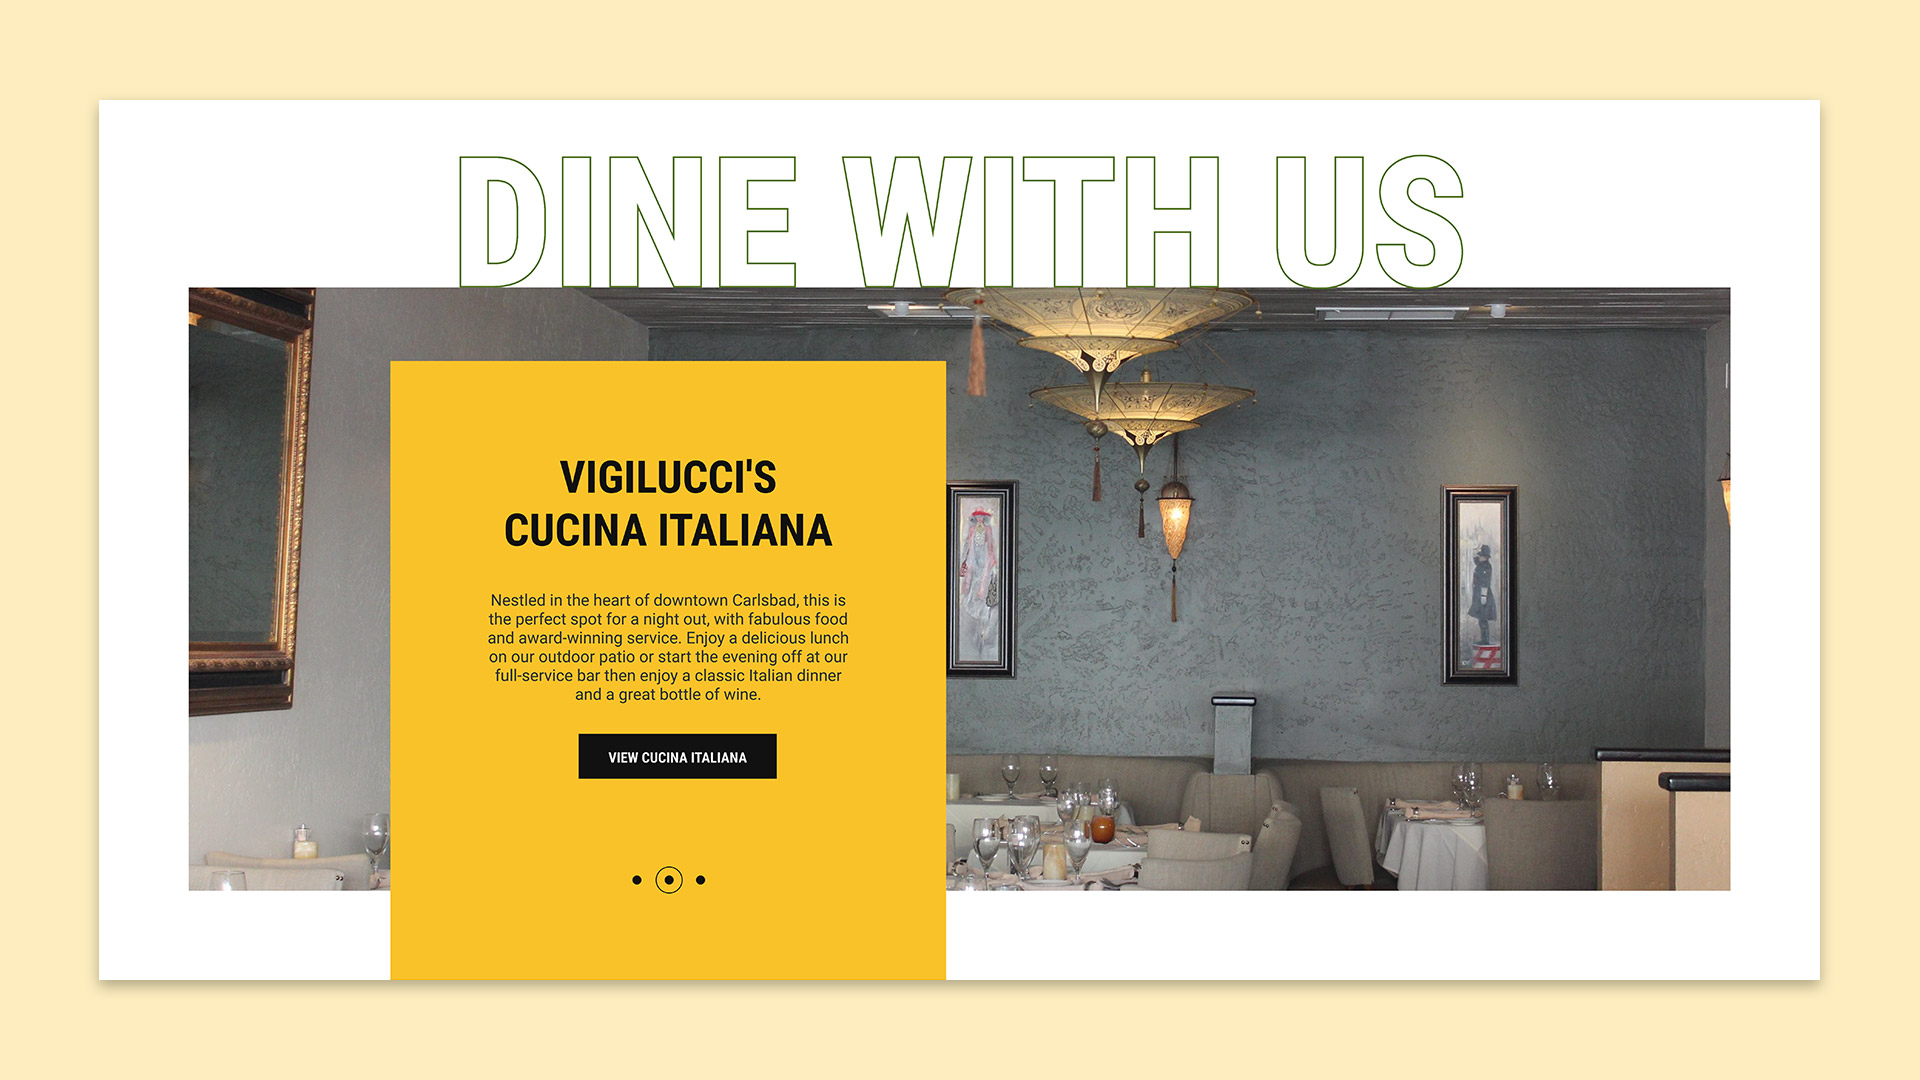 DINE WITH US
VIGILUCCI'S
CUCINA ITALIANA
Nestled in the heart of downtown Carlsbad, this is
the perfect spot for a night out, with fabulous food
and award-winning service. Enjoy a delicious lunch
on our outdoor patio or start the evening off at our
full-service bar then enjoy a classic Italian dinner
and a great bottle of wine.
VIEW CUCINA ITALIANA